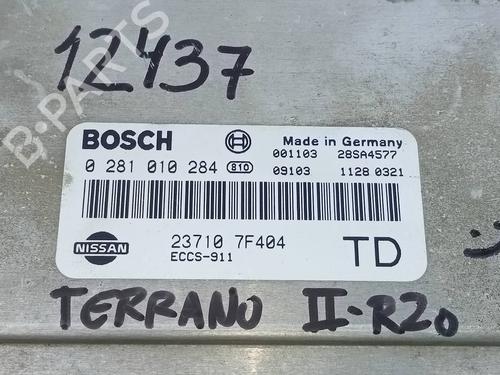 12437
B-PARTS
BOSCH
Made in Germany
0 281 010 284 810
001103 28SA4577
09103 1128 0321
NISSAN
23710 7F404
ECCS-911
TD
TERRANO II-R20